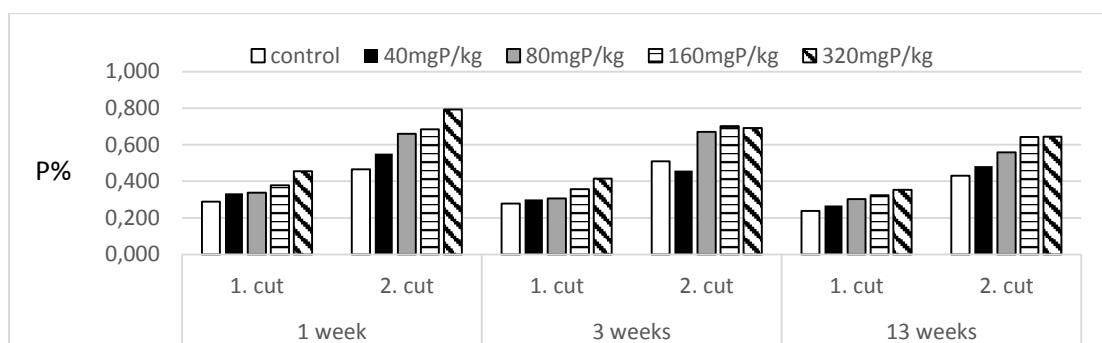 control 40mgP/kg 80mgP/kg 160mgP/kg 320mgP/kg
1,000
0,800
0,600
P%
0,400
0,200
0,000
1. cut 2. cut 1. cut 2. cut 1. cut 2. cut
1 week 3 weeks 13 weeks